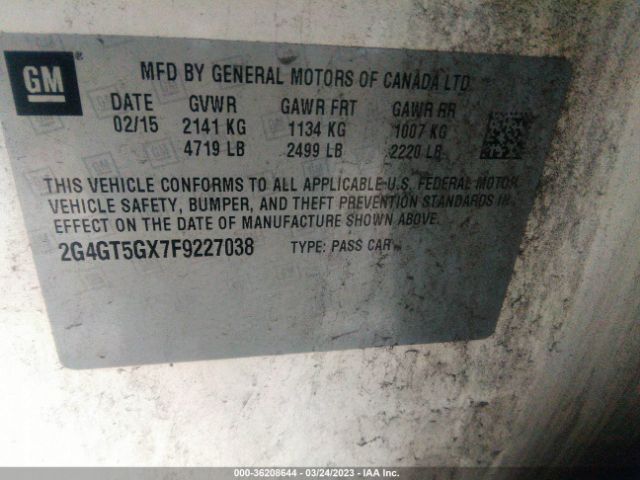 GM ®
MFD BY GENERAL MOTORS OF CANADA LTD
DATE GVWR GAWR FRT GAWR RR
02/15 2141 KG 1134 KG 1007 KG
4719 LB 2499 LB 2220 LB
THIS VEHICLE CONFORMS TO ALL APPLICABLE U.S. FEDERAL MOTOR
VEHICLE SAFETY, BUMPER, AND THEFT PREVENTION STANDARDS IN
EFFECT ON THE DATE OF MANUFACTURE SHOWN ABOVE.
2G4GT5GX7F9227038 TYPE: PASS CAR
000-36208644 / 03/24/2023 - IAA Inc.